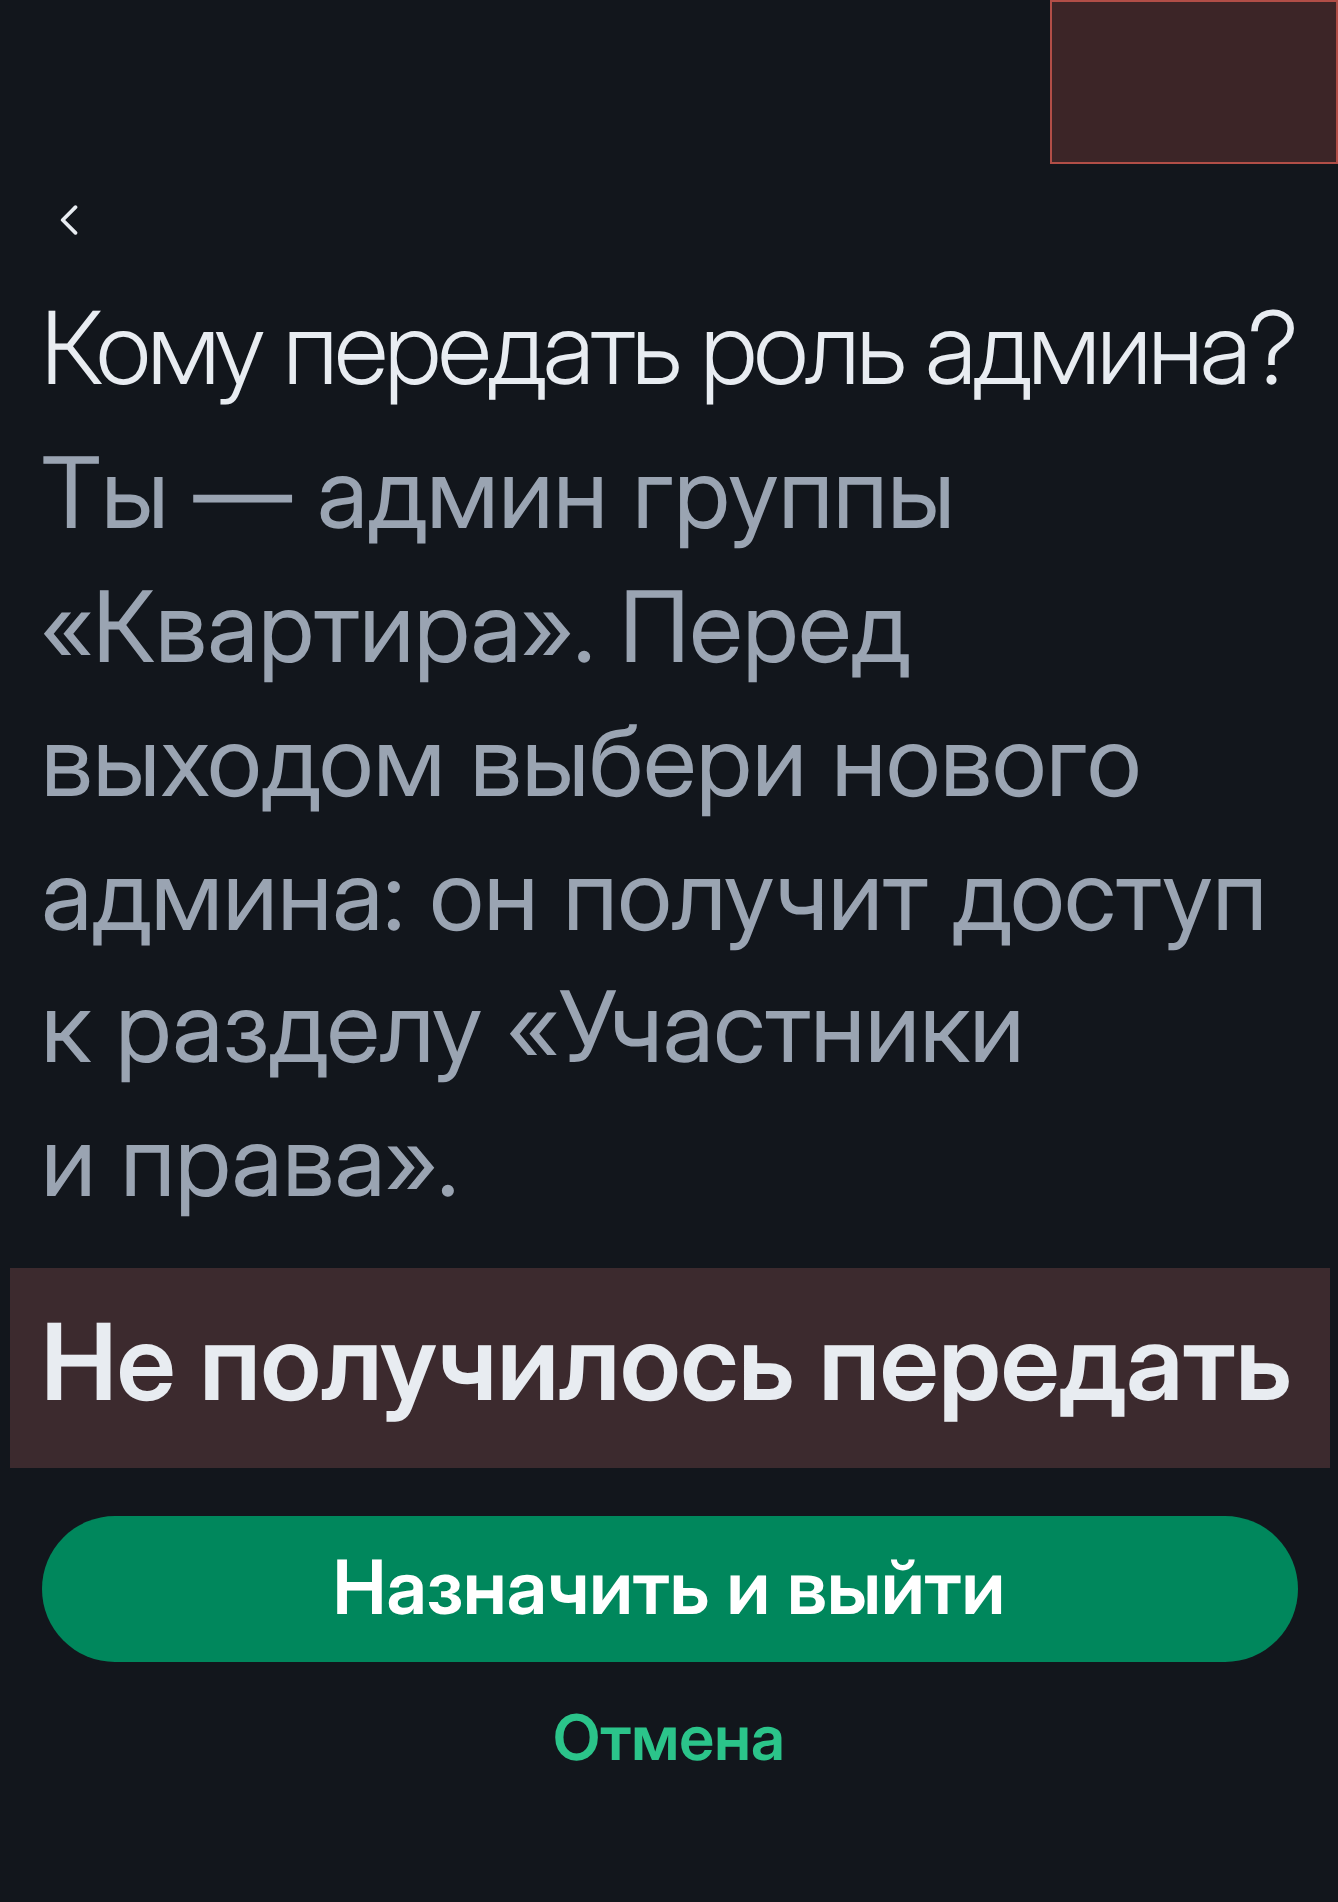 Кому передать роль админа?
Ты — админ группы
«Квартира». Перед
выходом выбери нового
админа: он получит доступ
к разделу «Участники
и права».
Не получилось передать
Назначить и выйти
Отмена